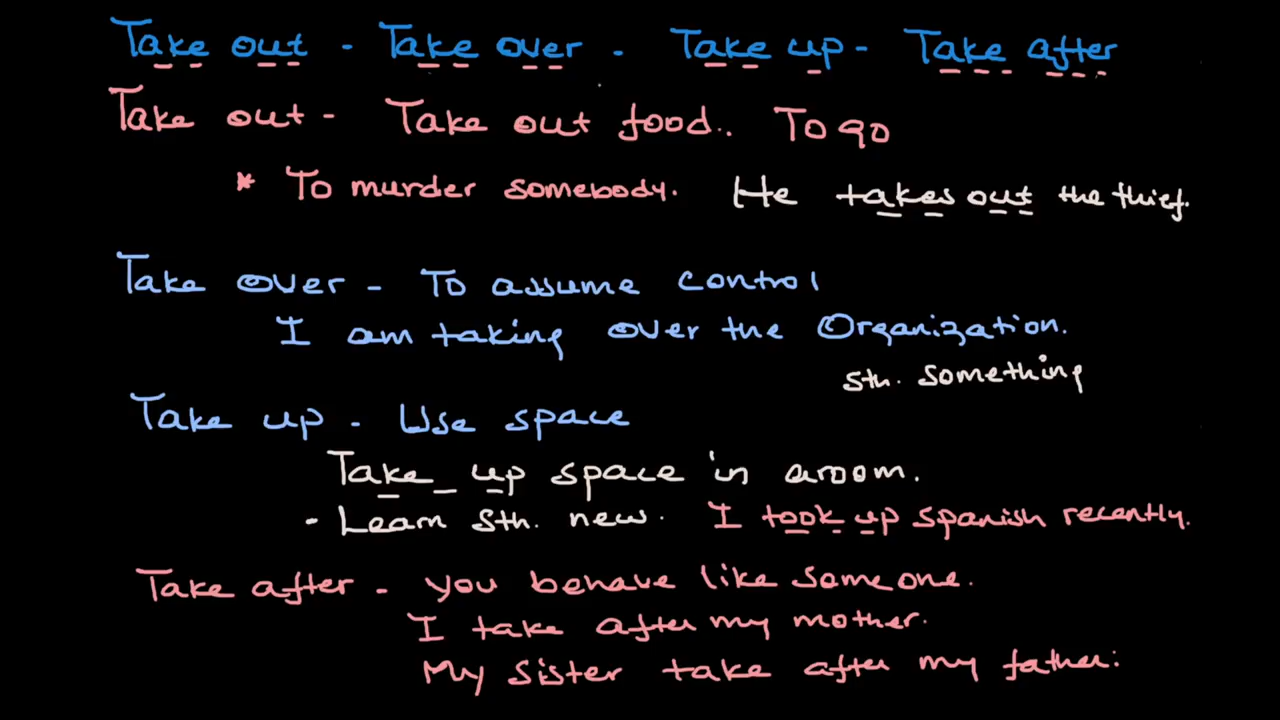 Take out - Take over - Take up - Take after
Take out - Take out food.. To go
* To murder somebody. He takes out the thief.
Take over - To assume control
I am taking over the Organization.
sth. something
Take up - Use space
Take up space in a room.
- Learn sth. new. I took up spanish recently.
Take after - you behave like someone.
I take after my mother.
My sister take after my father.